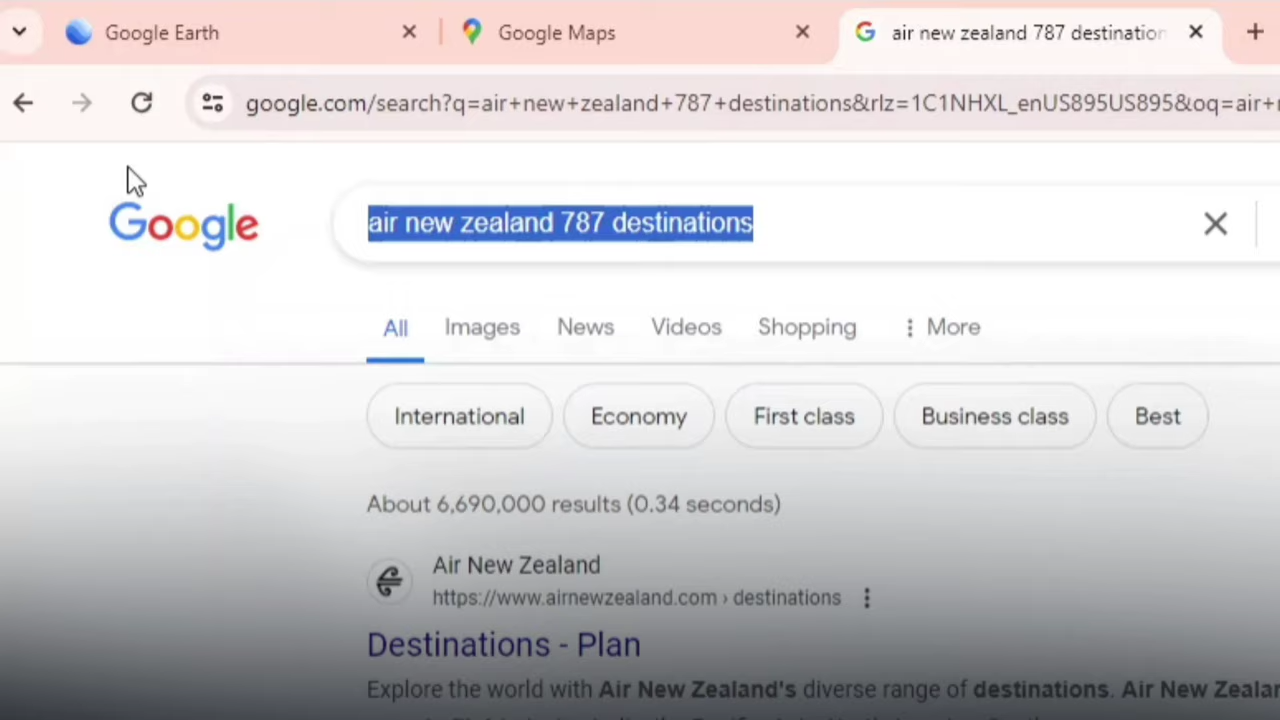 Google Earth
Google Maps
air new zealand 787 destination
google.com/search?q=air+new+zealand+787+destinations&rlz=1C1NHXL_enUS895US895&oq=air+
Google
air new zealand 787 destinations
All Images News Videos Shopping More
International Economy First class Business class Best
About 6,690,000 results (0.34 seconds)
Air New Zealand
https://www.airnewzealand.com › destinations
Destinations - Plan
Explore the world with Air New Zealand's diverse range of destinations. Air New Zealan